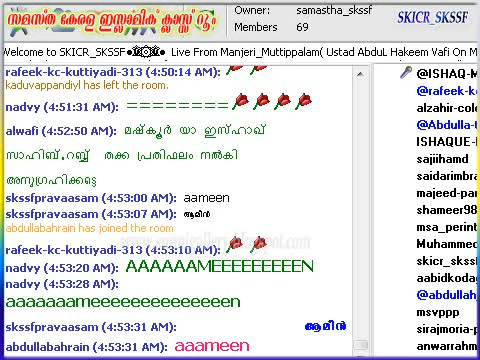 സമസ്ത കേരള ഇസ്ലാമിക് ക്ലാസ്സ് റൂം
Owner: samastha_skssf
Members 69
SKICR_SKSSF
Welcome to SKICR_SKSSF Live From Manjeri_Muttippalam( Ustad AbduL Hakeem Vafi On M
rafeek-kc-kuttiyadi-313 (4:50:14 AM):
kaduvappandiyl has left the room.
nadvy (4:51:31 AM): ========
alwafi (4:52:50 AM): മഷ്കൂർ യാ ഇസ്ഹാഖ്
സാഹിബ്.റബ്ബ് തക്ക പ്രതിഫലം നൽകി
അനുഗ്രഹിക്കട്ടെ
skssfpravaasam (4:53:00 AM): aameen
skssfpravaasam (4:53:07 AM): ആമീൻ
abdullabahrain has joined the room
rafeek-kc-kuttiyadi-313 (4:53:10 AM):
nadvy (4:53:20 AM): AAAAAAMEEEEEEEEEN
nadvy (4:53:28 AM):
aaaaaaameeeeeeeeeeeeeeen
skssfpravaasam (4:53:31 AM): ആമീൻ
abdullabahrain (4:53:31 AM): aaameen
@ISHAQ-M
@rafeek-k
alzahir-cole
@Abdulla-
ISHAQUE-I
sajiihamd
saidarimbra
majeed-par
shameer98
msa_perint
Muhammed
skicr_skssf
aabidkodag
@abdullah
msvppp
sirajmoria-p
anwarrahm